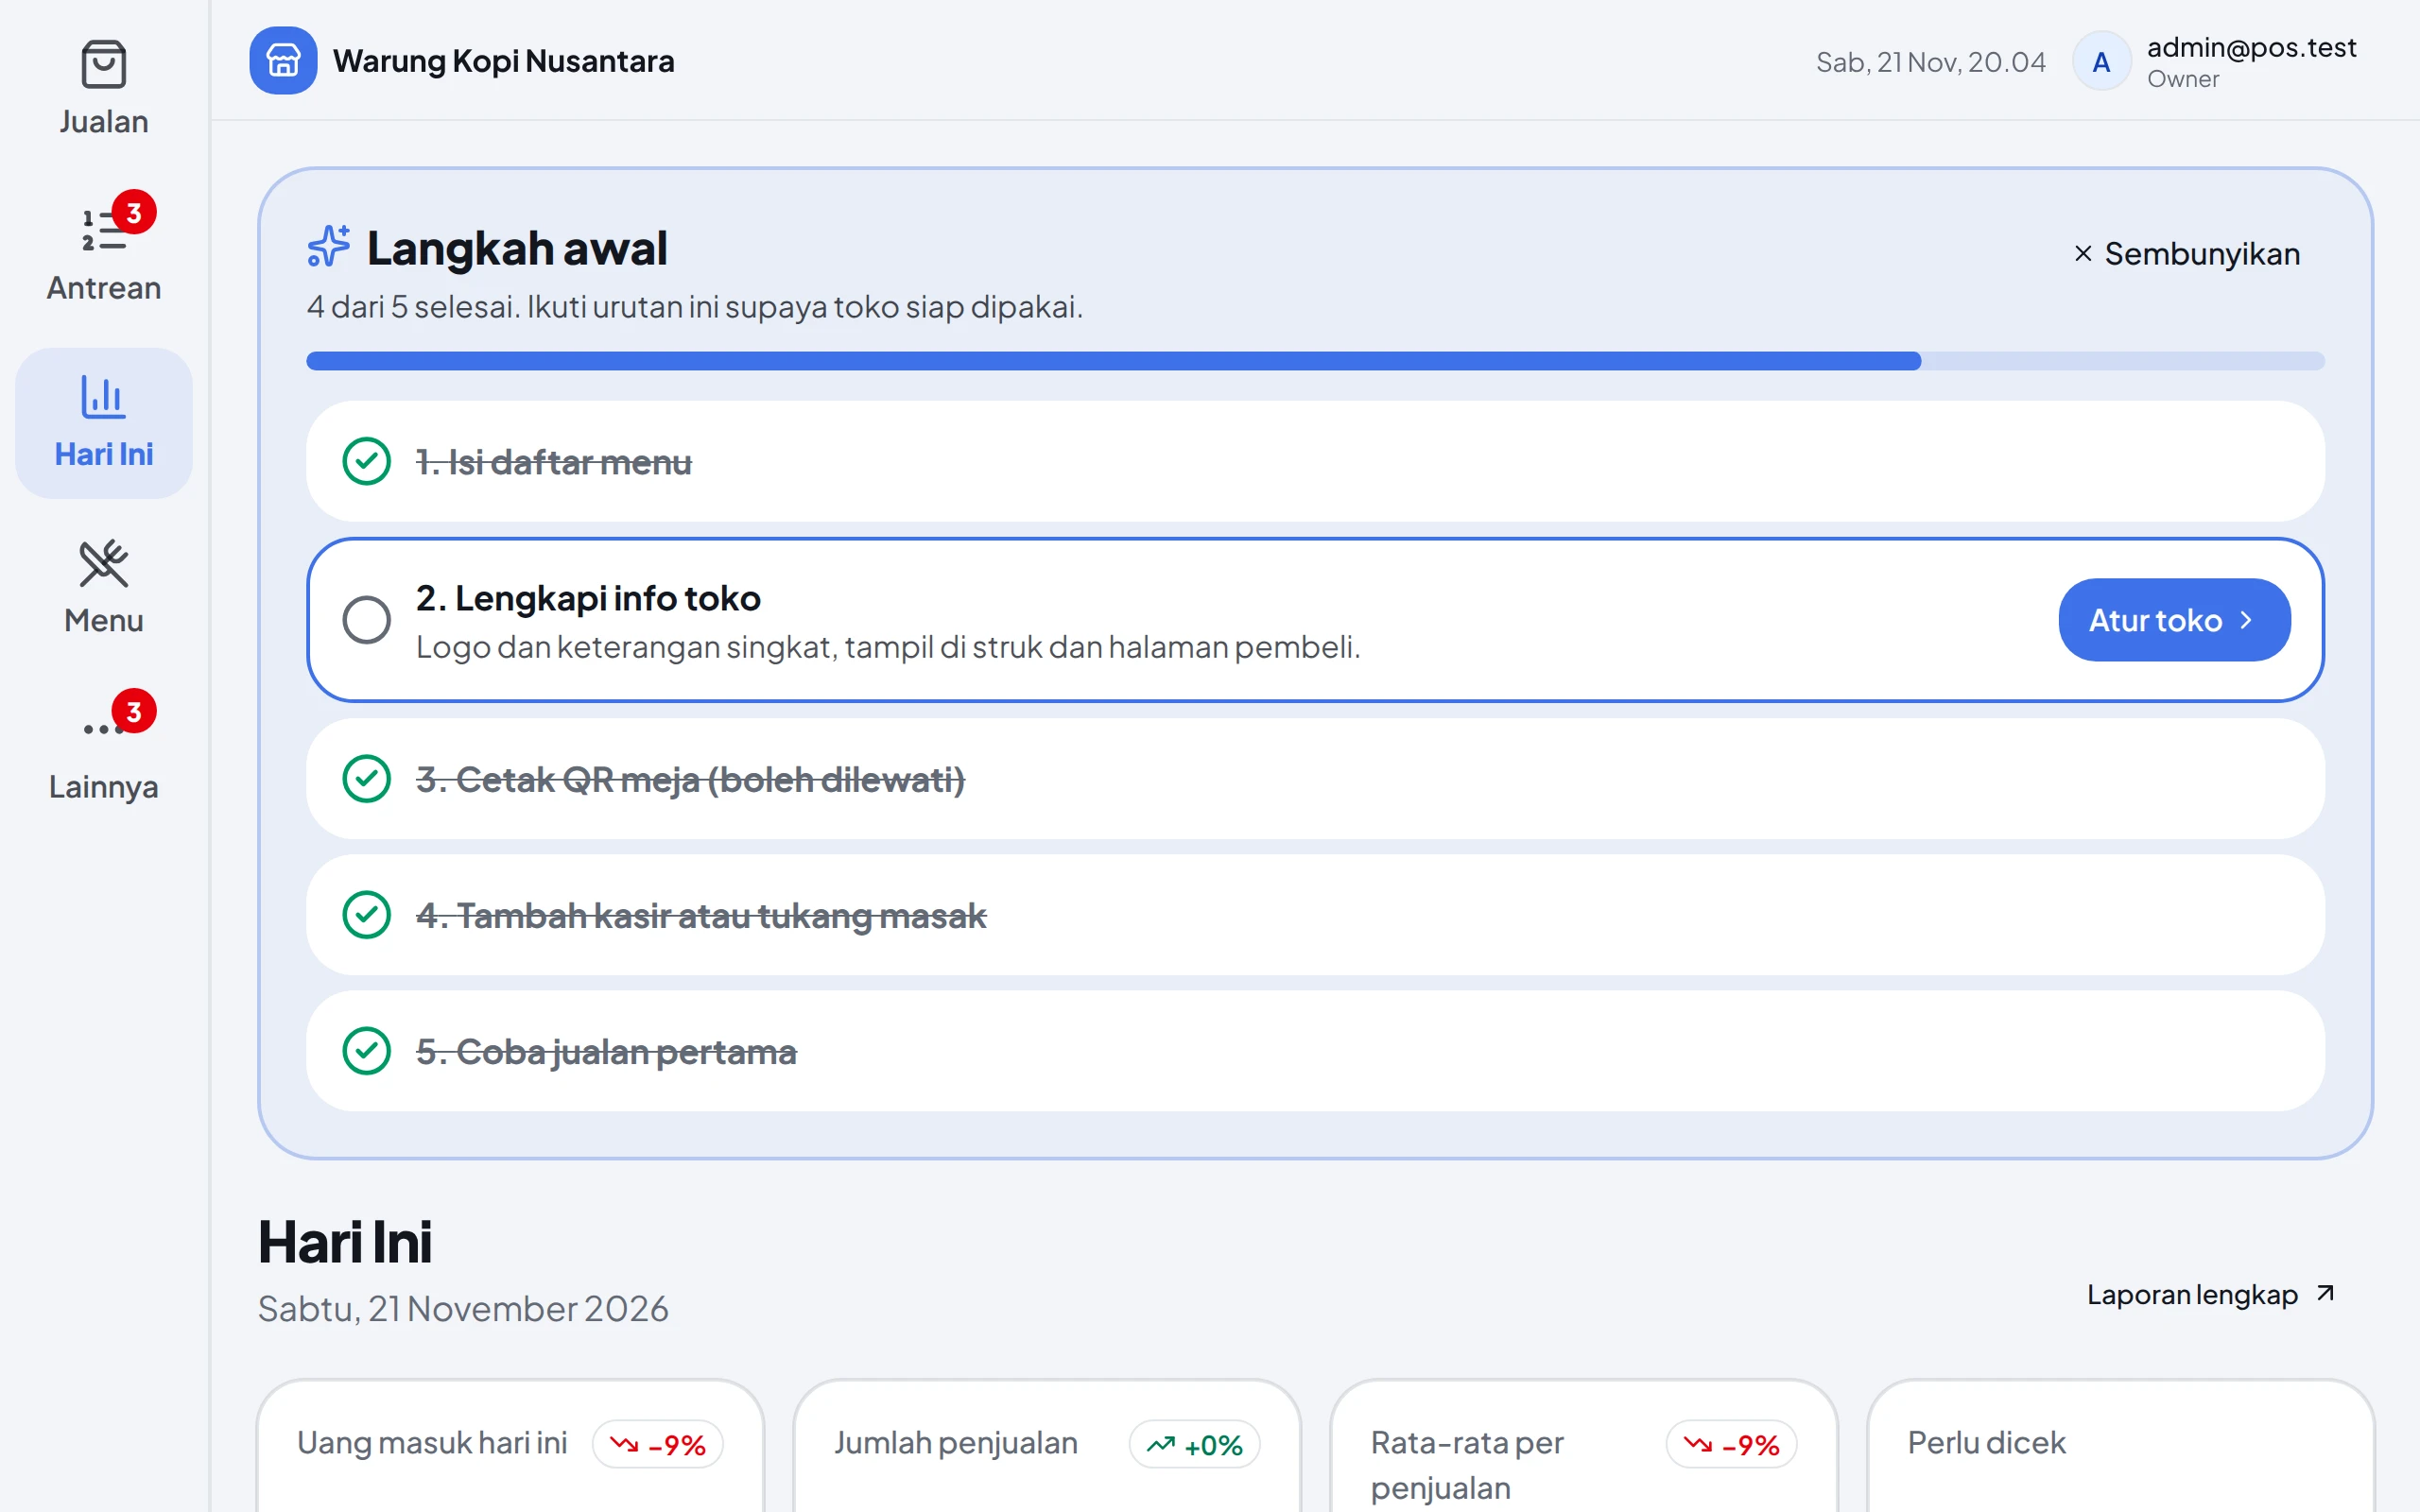 Jualan
3
Antrean
Hari Ini
Menu
3
Lainnya
Warung Kopi Nusantara
Sab, 21 Nov, 20.04
A
admin@pos.test
Owner
Langkah awal
Sembunyikan
4 dari 5 selesai. Ikuti urutan ini supaya toko siap dipakai.
1. Isi daftar menu
2. Lengkapi info toko
Logo dan keterangan singkat, tampil di struk dan halaman pembeli.
Atur toko
3. Cetak QR meja (boleh dilewati)
4. Tambah kasir atau tukang masak
5. Coba jualan pertama
Hari Ini
Sabtu, 21 November 2026
Laporan lengkap
Uang masuk hari ini
-9%
Jumlah penjualan
+0%
Rata-rata per
penjualan
-9%
Perlu dicek